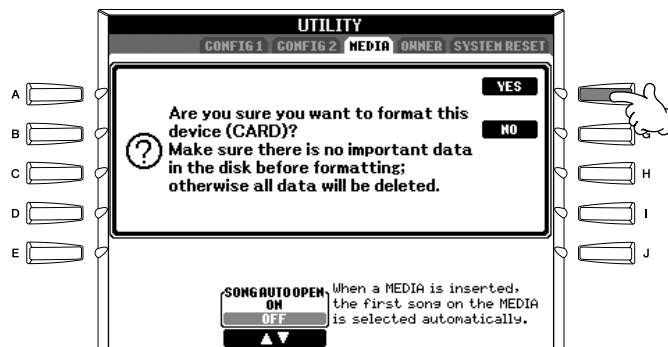 UTILITY
CONFIG 1 CONFIG 2 MEDIA OWNER SYSTEM RESET
A
B
C
D
E
YES
NO
Are you sure you want to format this
device (CARD)?
Make sure there is no important data
in the disk before formatting;
otherwise all data will be deleted.
G
H
I
J
SONG AUTO OPEN
ON
OFF
When a MEDIA is inserted,
the first song on the MEDIA
is selected automatically.